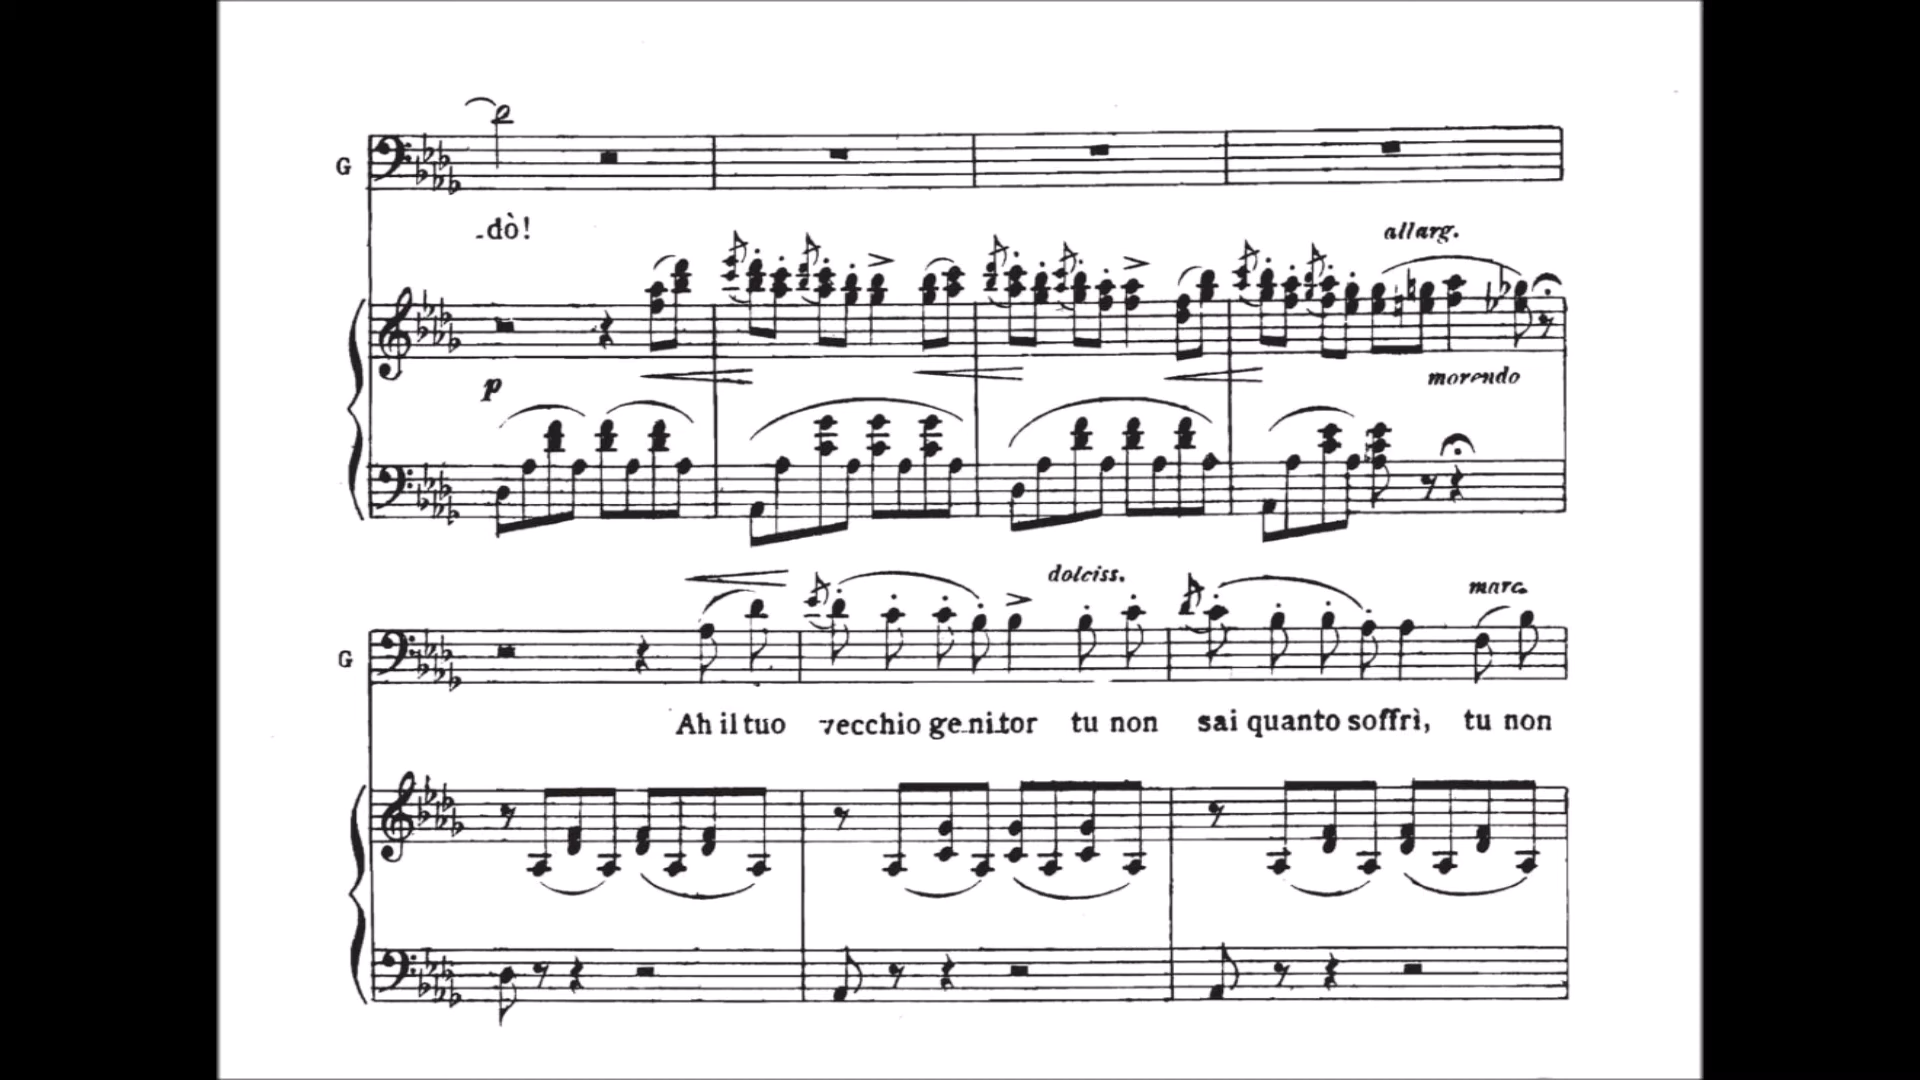 G
-dò!
allarg.
p
morendo
dolciss.
marc.
G
Ah il tuo vecchio ge-ni-tor tu non sai quanto soffrì, tu non